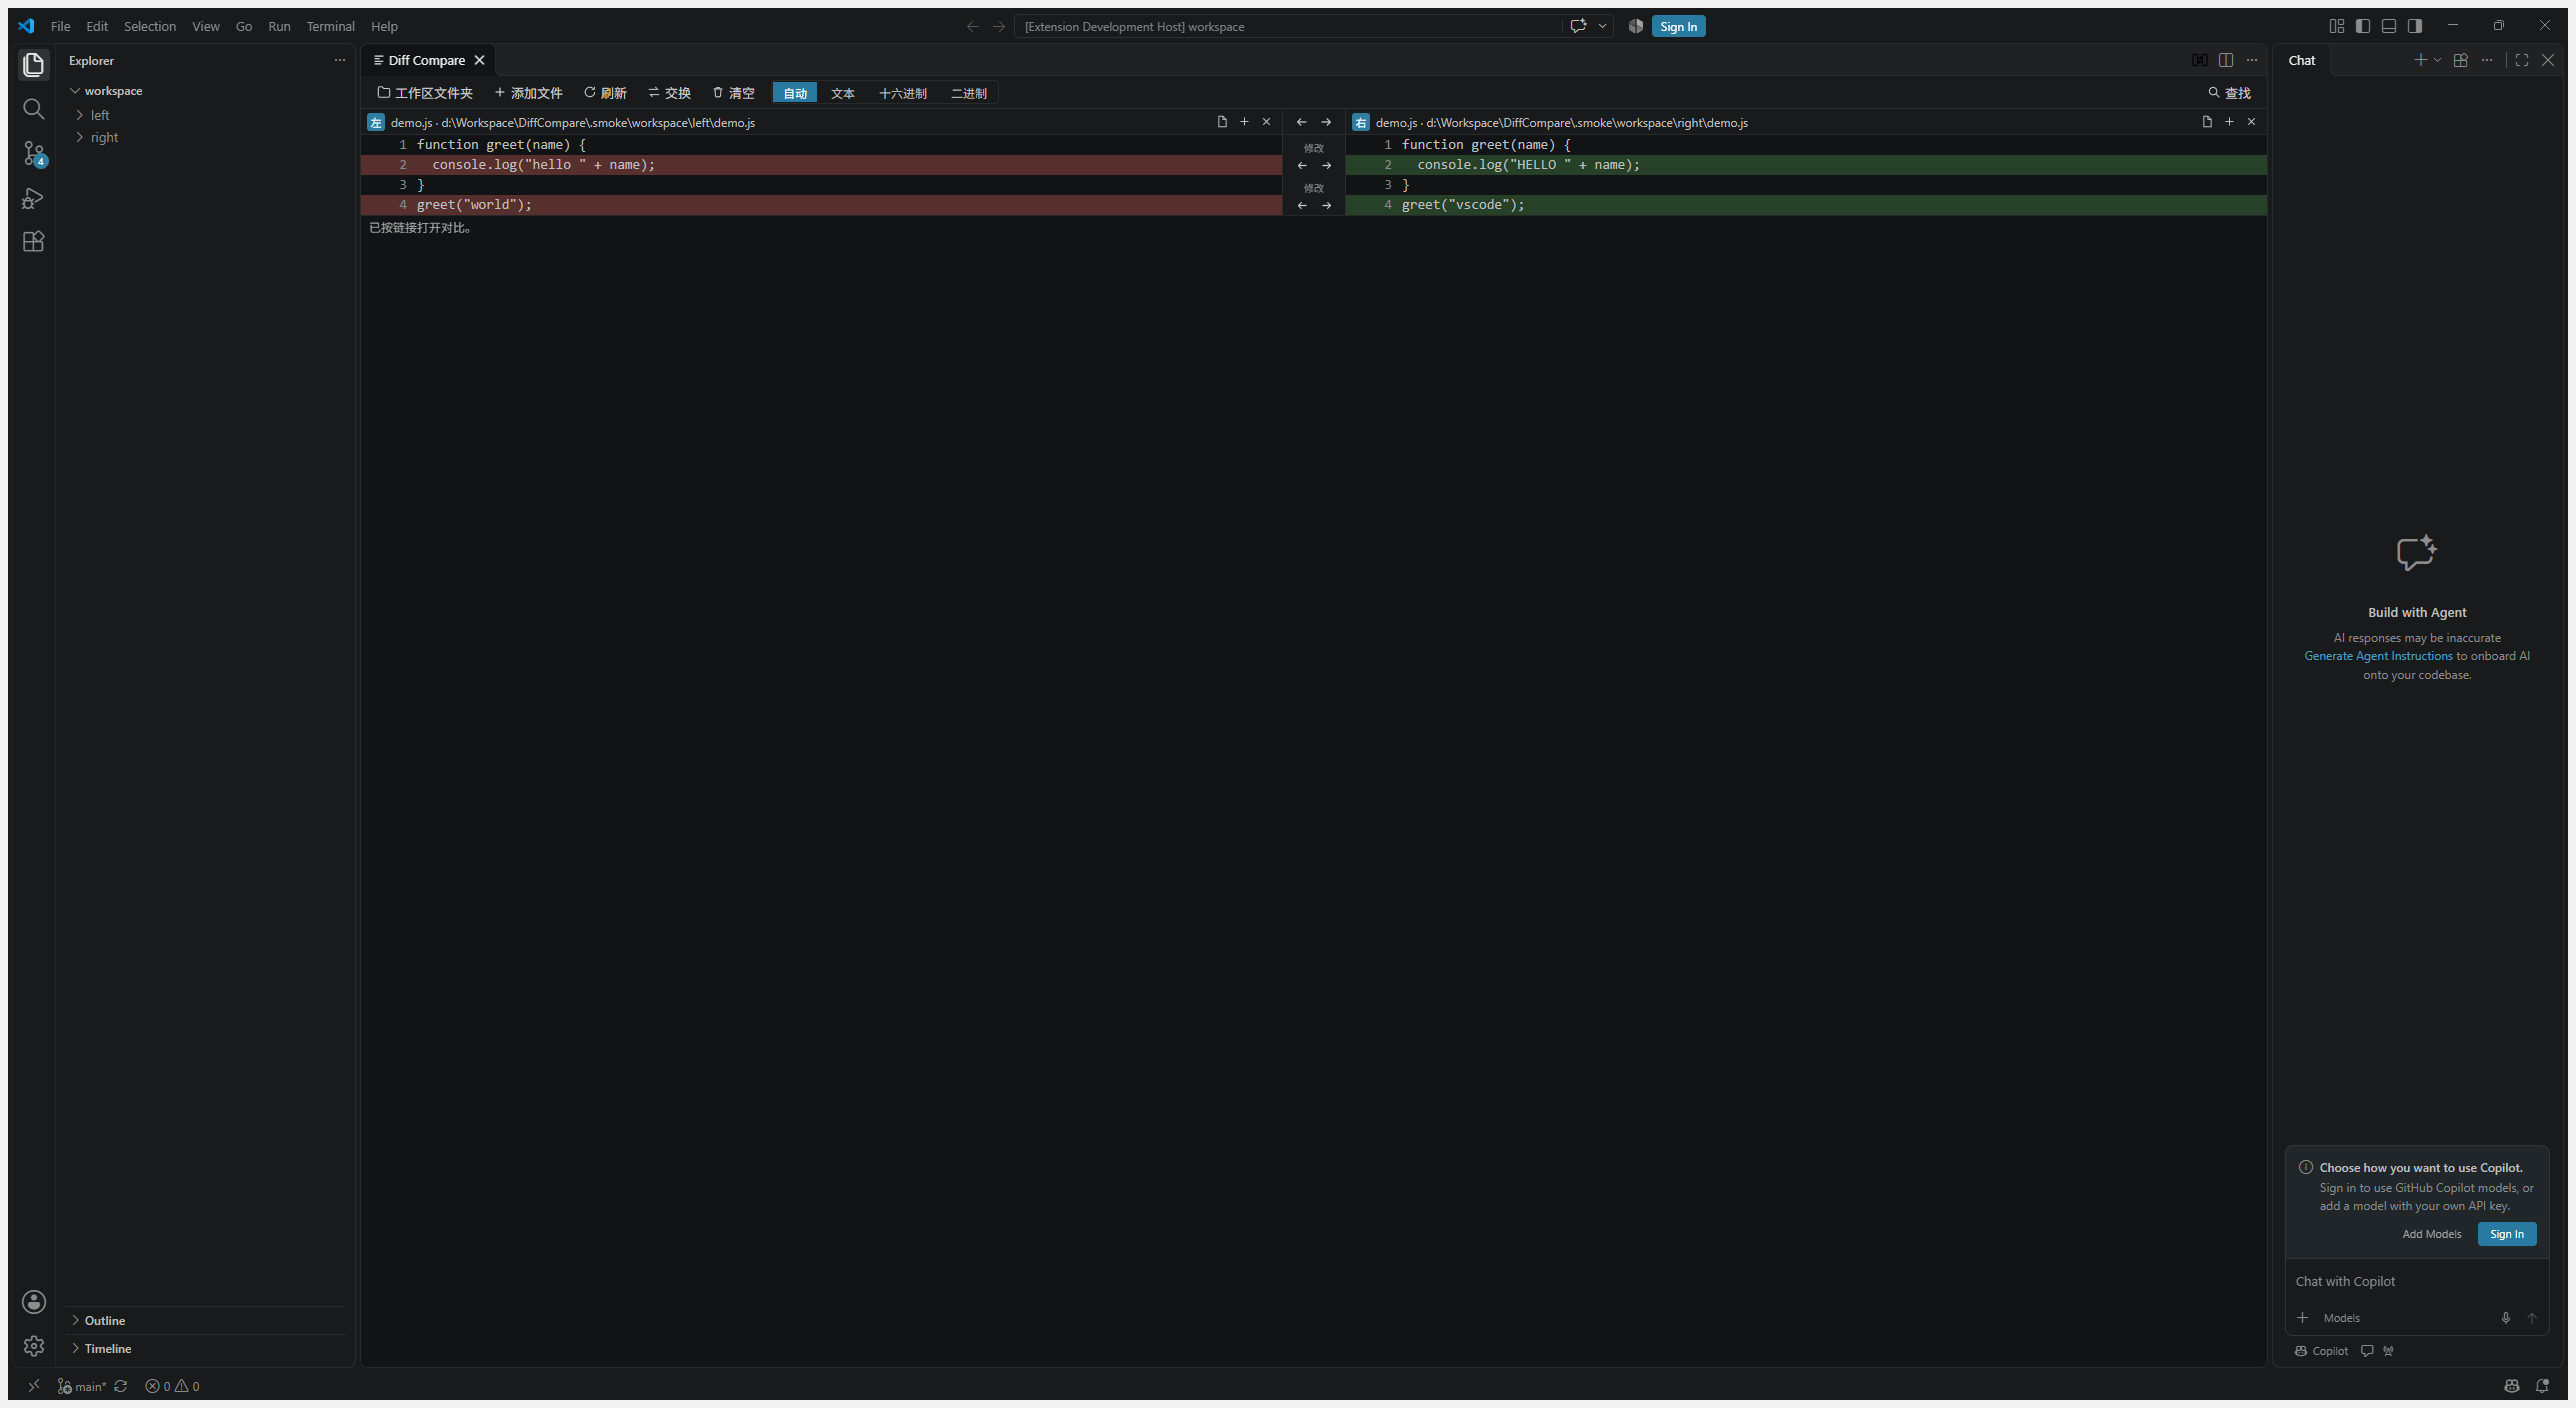 File Edit Selection View Go Run Terminal Help
[Extension Development Host] workspace
Sign In
Explorer
workspace
left
right
4
Outline
Timeline
Diff Compare
工作区文件夹 添加文件 刷新 交换 清空 自动 文本 十六进制 二进制 查找
左 demo.js · d:\Workspace\DiffCompare\.smoke\workspace\left\demo.js
1 function greet(name) {
2 console.log("hello " + name);
3 }
4 greet("world");
已按链接打开对比。
修改
修改
右 demo.js · d:\Workspace\DiffCompare\.smoke\workspace\right\demo.js
1 function greet(name) {
2 console.log("HELLO " + name);
3 }
4 greet("vscode");
Chat
Build with Agent
AI responses may be inaccurate
Generate Agent Instructions to onboard AI
onto your codebase.
Choose how you want to use Copilot.
Sign in to use GitHub Copilot models, or
add a model with your own API key.
Add Models Sign In
Chat with Copilot
Models
Copilot
main* 0 0